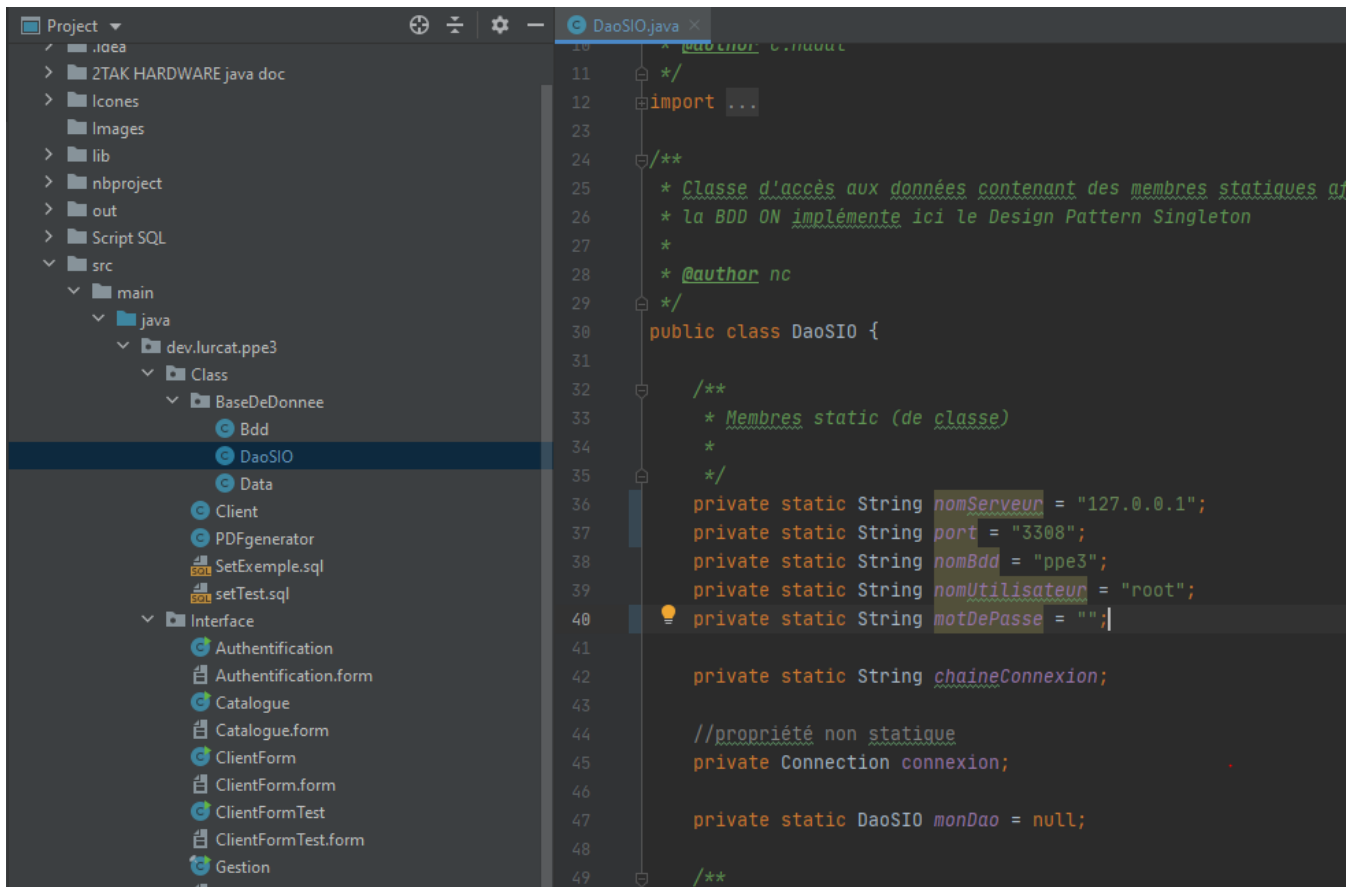 Project
DaoSIO.java
.idea
2TAK HARDWARE java doc
Icones
Images
lib
nbproject
out
Script SQL
src
main
java
dev.lurcat.ppe3
Class
BaseDeDonnee
Bdd
DaoSIO
Data
Client
PDFgenerator
SetExemple.sql
setTest.sql
Interface
Authentification
Authentification.form
Catalogue
Catalogue.form
ClientForm
ClientForm.form
ClientFormTest
ClientFormTest.form
Gestion
10 * @author
11 */
12 import ...
23
24 /**
25 * Classe d'accès aux données contenant des membres statiques
26 * la BDD ON implémente ici le Design Pattern Singleton
27 *
28 * @author nc
29 */
30 public class DaoSIO {
31
32 /**
33 * Membres static (de classe)
34 *
35 */
36 private static String nomServeur = "127.0.0.1";
37 private static String port = "3308";
38 private static String nomBdd = "ppe3";
39 private static String nomUtilisateur = "root";
40 private static String motDePasse = "";
41
42 private static String chaineConnexion;
43
44 //propriété non statique
45 private Connection connexion;
46
47 private static DaoSIO monDao = null;
48
49 /**